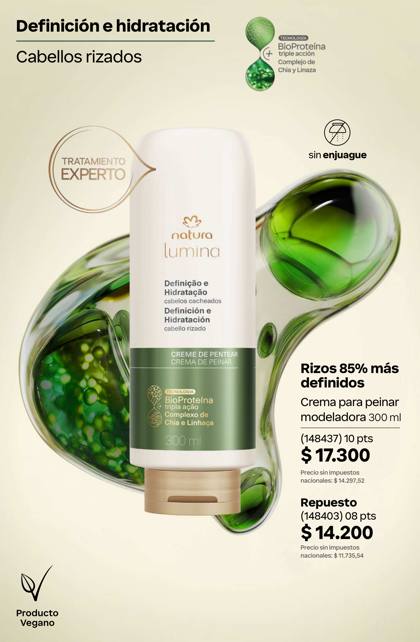 Definición e hidratación
Cabellos rizados
TECNOLOGÍA
BioProteína
triple acción
Complejo de
Chía y Linaza
sin enjuague
TRATAMIENTO
EXPERTO
natura
lumina
Definição e
Hidratação
cabelos cacheados
Definición e
Hidratación
cabello rizado
CREME DE PENTEAR
CREMA DE PEINAR
TECNOLOGIA
BioProteína
tripla ação
Complexo de
Chia e Linhaça
300 ml
Rizos 85% más
definidos
Crema para peinar
modeladora 300 ml
(148437) 10 pts
$ 17.300
Precio sin impuestos
nacionales: $ 14.297,52
Repuesto
(148403) 08 pts
$ 14.200
Precio sin impuestos
nacionales: $ 11.735,54
Producto
Vegano